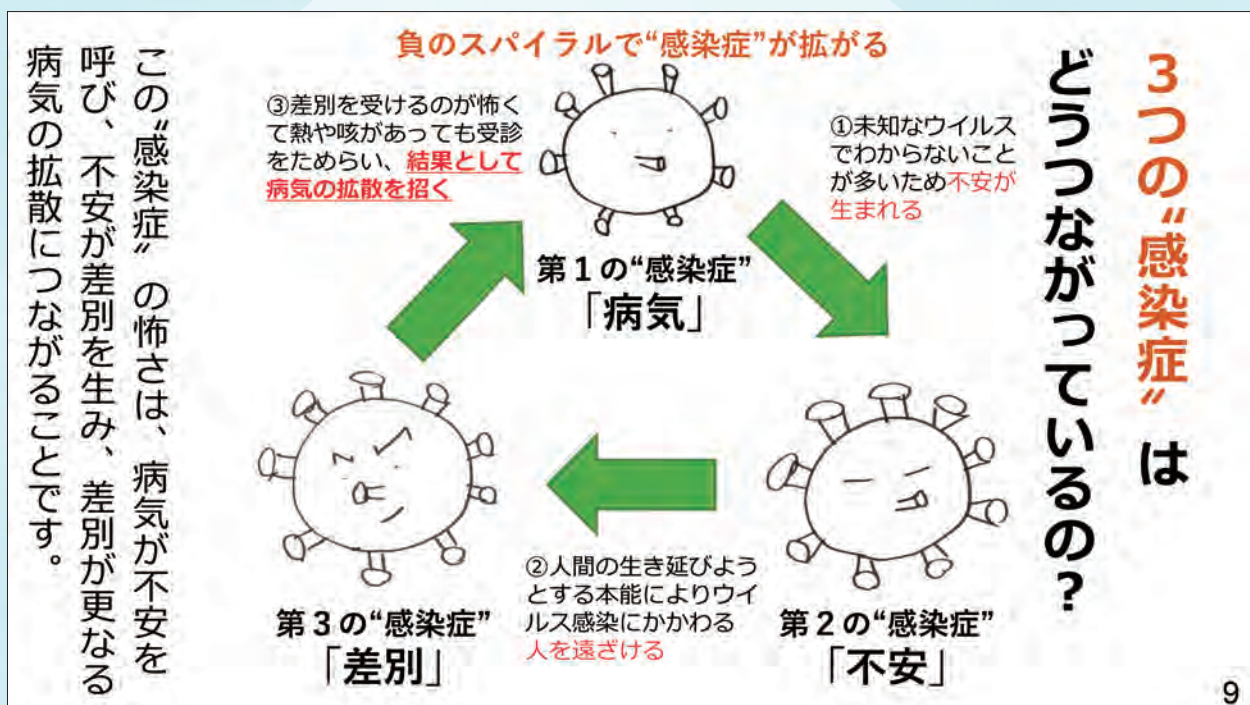 3つの“感染症”は
どうつながっているの?
負のスパイラルで“感染症”が拡がる
①未知なウイルス
でわからないこと
が多いため不安が
生まれる
第1の“感染症”
「病気」
第2の“感染症”
「不安」
②人間の生き延びよう
とする本能によりウイ
ルス感染にかかわる
人を遠ざける
第3の“感染症”
「差別」
③差別を受けるのが怖く
て熱や咳があっても受診
をためらい、結果として
病気の拡散を招く
この“感染症”の怖さは、病気が不安を
呼び、不安が差別を生み、差別が更なる
病気の拡散につながることです。
9